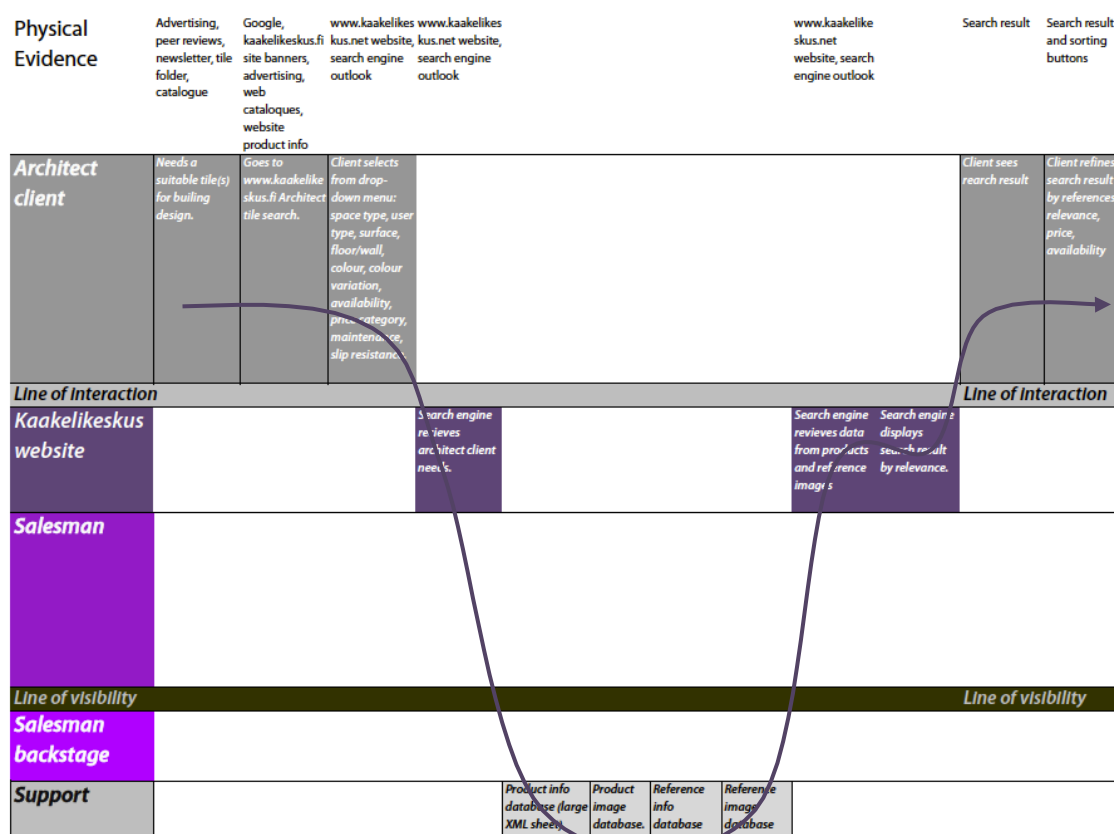 Physical
Evidence
Advertising,
peer reviews,
newsletter, tile
folder,
catalogue
Google,
kaakelikeskus.fi
site banners,
advertising,
web
cataloques,
website
product info
www.kaakelikes
kus.net website,
search engine
outlook
www.kaakelikes
kus.net website,
search engine
outlook
www.kaakelike
skus.net
website, search
engine outlook
Search result
Search result
and sorting
buttons
Architect
client
Needs a
suitable tile(s)
for builing
design.
Goes to
www.kaakelike
skus.fi Architect
tile search.
Client selects
from drop-
down menu:
space type, user
type, surface,
floor/wall,
colour, colour
variation,
availability,
price category,
maintenance,
slip resistance.
Client sees
rearch result
Client refines
search result
by references
relevance,
price,
availability
Line of interaction
Line of interaction
Kaakelikeskus
website
Search engine
recieves
architect client
needs.
Search engine
revieves data
from products
and reference
images
Search engine
displays
search result
by relevance.
Salesman
Line of visibility
Line of visibility
Salesman
backstage
Support
Product info
database (large
XML sheet)
Product
image
database.
Reference
info
database
Reference
image
database